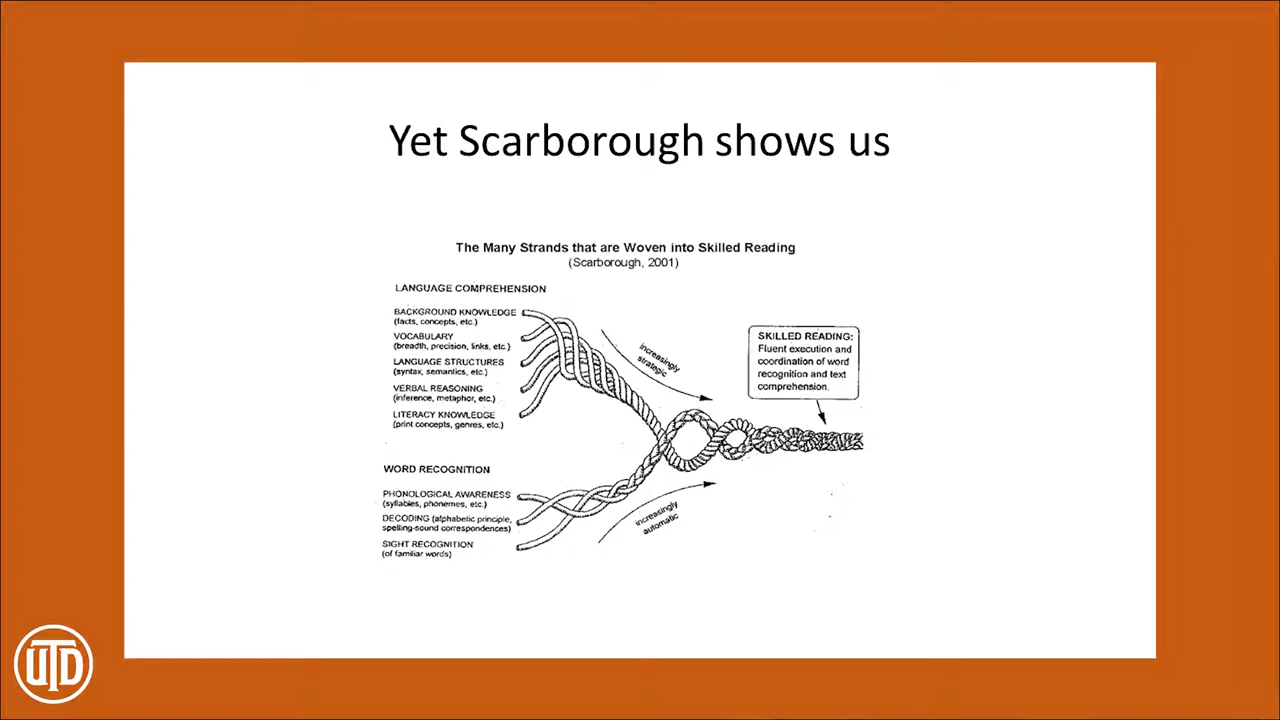 Yet Scarborough shows us
The Many Strands that are Woven into Skilled Reading
(Scarborough, 2001)
LANGUAGE COMPREHENSION
BACKGROUND KNOWLEDGE
(facts, concepts, etc.)
VOCABULARY
(breadth, precision, links, etc.)
LANGUAGE STRUCTURES
(syntax, semantics, etc.)
VERBAL REASONING
(inference, metaphor, etc.)
LITERACY KNOWLEDGE
(print concepts, genres, etc.)
increasingly
strategic
SKILLED READING:
Fluent execution and
coordination of word
recognition and text
comprehension.
WORD RECOGNITION
PHONOLOGICAL AWARENESS
(syllables, phonemes, etc.)
DECODING (alphabetic principle,
spelling-sound correspondences)
SIGHT RECOGNITION
(of familiar words)
increasingly
automatic
UTD